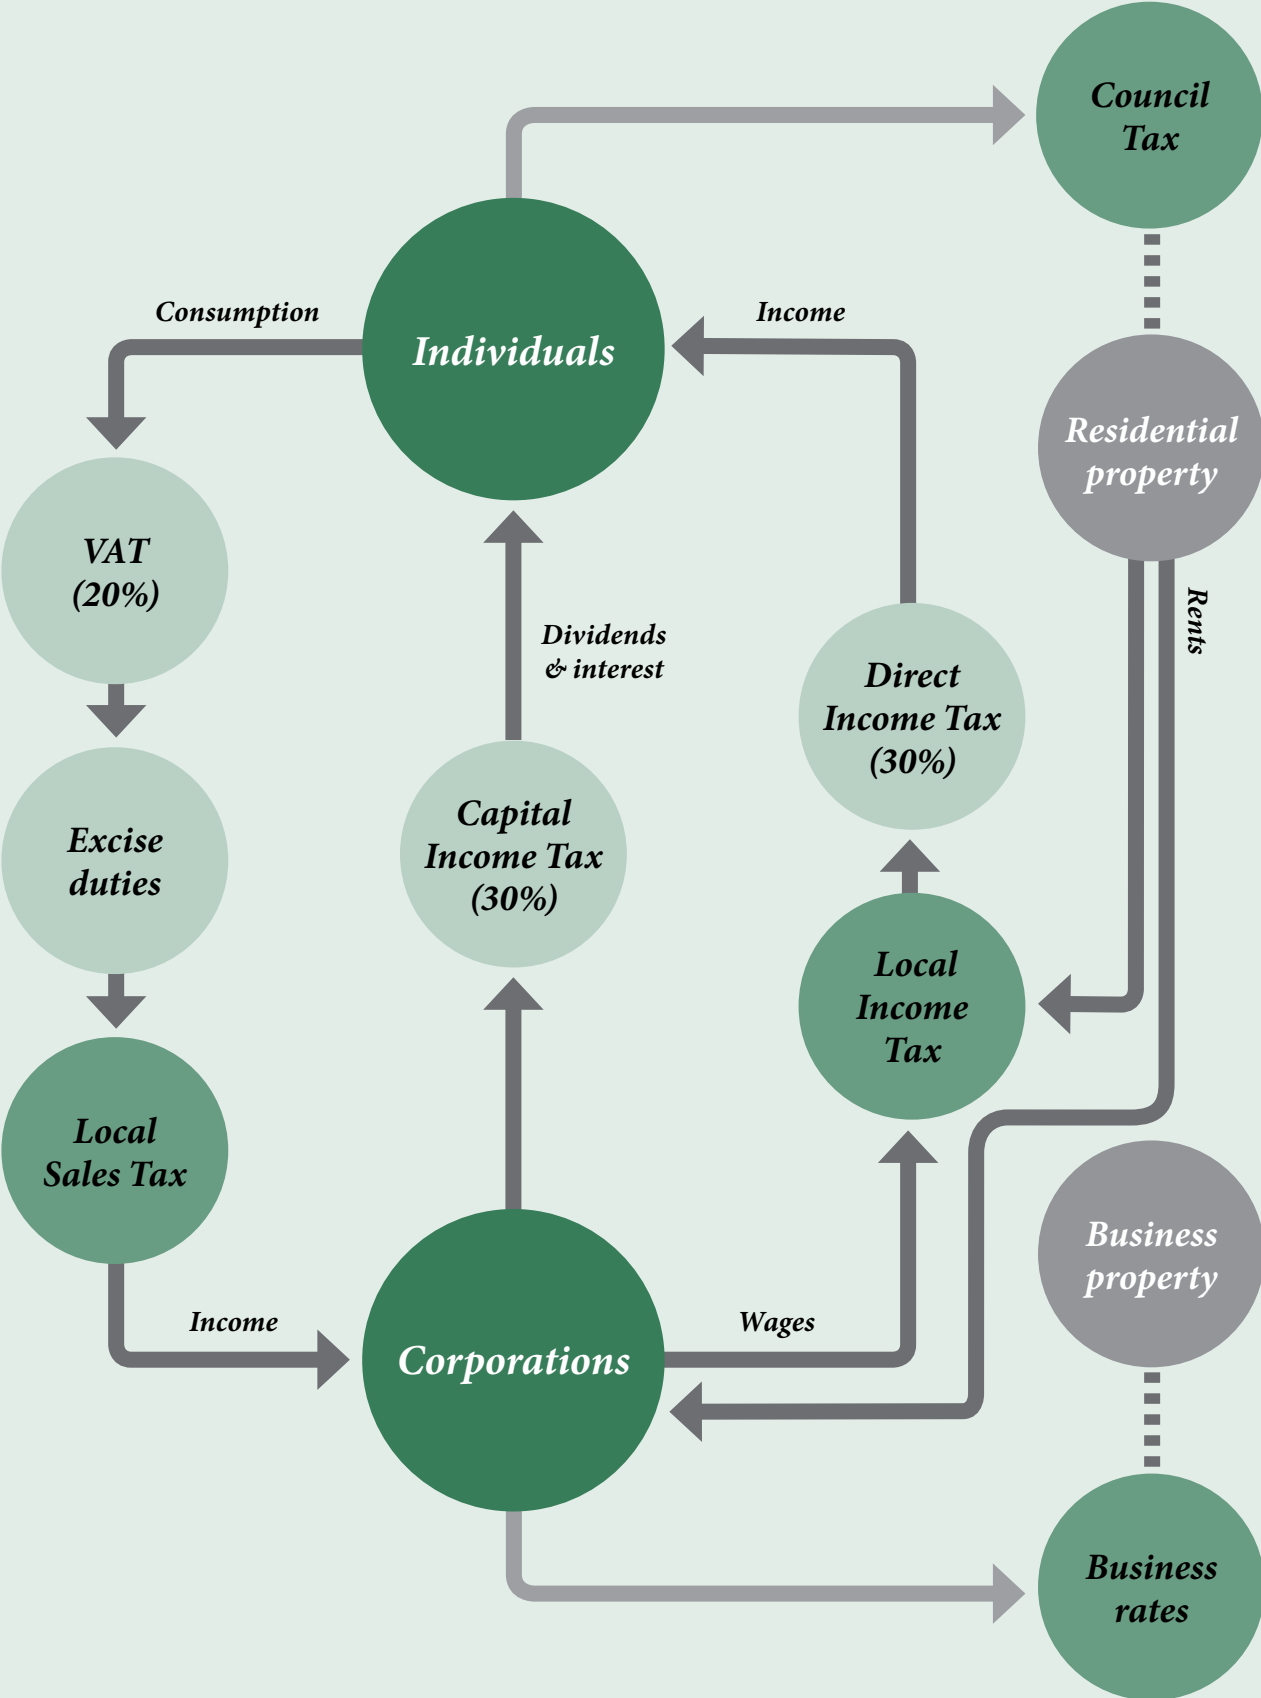 Council
Tax
Consumption
Income
Individuals
Residential
property
VAT
(20%)
Rents
Dividends
& interest
Direct
Income Tax
(30%)
Excise
duties
Capital
Income Tax
(30%)
Local
Income
Tax
Local
Sales Tax
Business
property
Income
Wages
Corporations
Business
rates